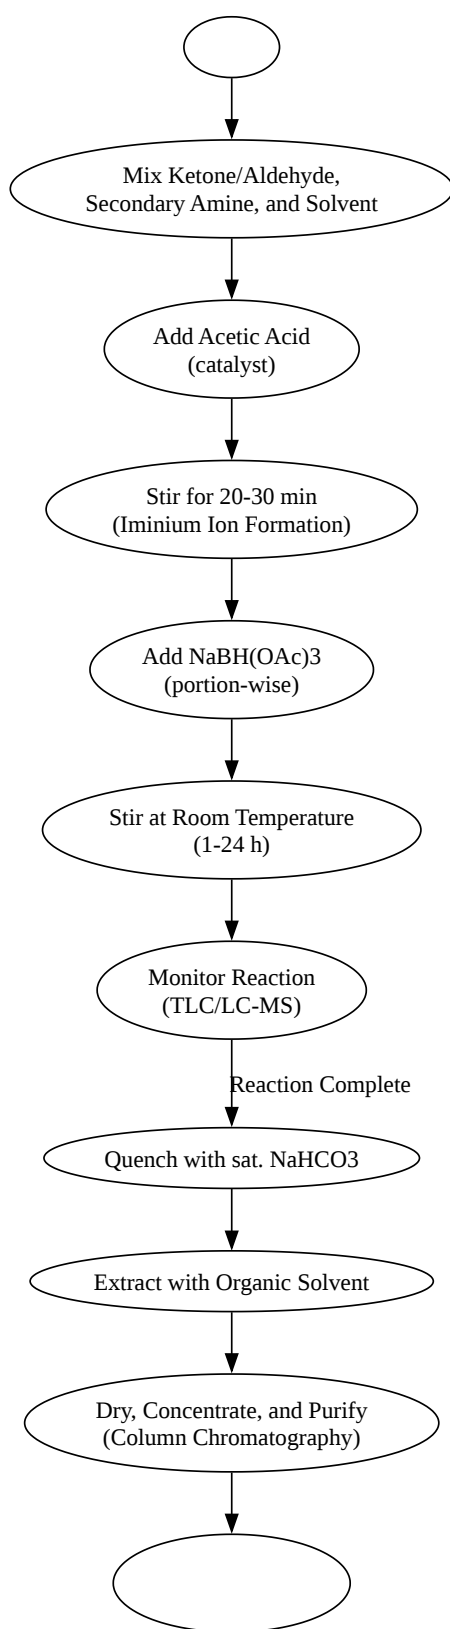 Mix Ketone/Aldehyde,
Secondary Amine, and Solvent
Add Acetic Acid
(catalyst)
Stir for 20-30 min
(Iminium Ion Formation)
Add NaBH(OAc)3
(portion-wise)
Stir at Room Temperature
(1-24 h)
Monitor Reaction
(TLC/LC-MS)
Reaction Complete
Quench with sat. NaHCO3
Extract with Organic Solvent
Dry, Concentrate, and Purify
(Column Chromatography)